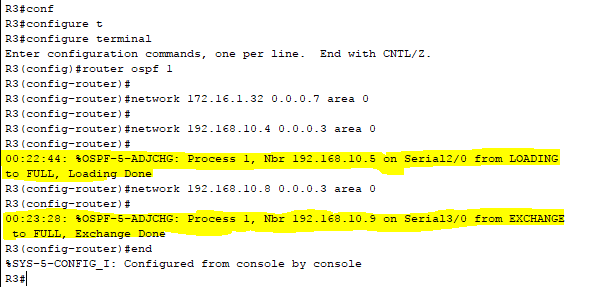 R3#conf
R3#configure t
R3#configure terminal
Enter configuration commands, one per line.  End with CNTL/Z.
R3(config)#router ospf 1
R3(config-router)#
R3(config-router)#network 172.16.1.32 0.0.0.7 area 0
R3(config-router)#
R3(config-router)#network 192.168.10.4 0.0.0.3 area 0
R3(config-router)#
00:22:44: %OSPF-5-ADJCHG: Process 1, Nbr 192.168.10.5 on Serial2/0 from LOADING
to FULL, Loading Done
R3(config-router)#network 192.168.10.8 0.0.0.3 area 0
R3(config-router)#
00:23:28: %OSPF-5-ADJCHG: Process 1, Nbr 192.168.10.9 on Serial3/0 from EXCHANGE
 to FULL, Exchange Done
R3(config-router)#end
%SYS-5-CONFIG_I: Configured from console by console
R3#